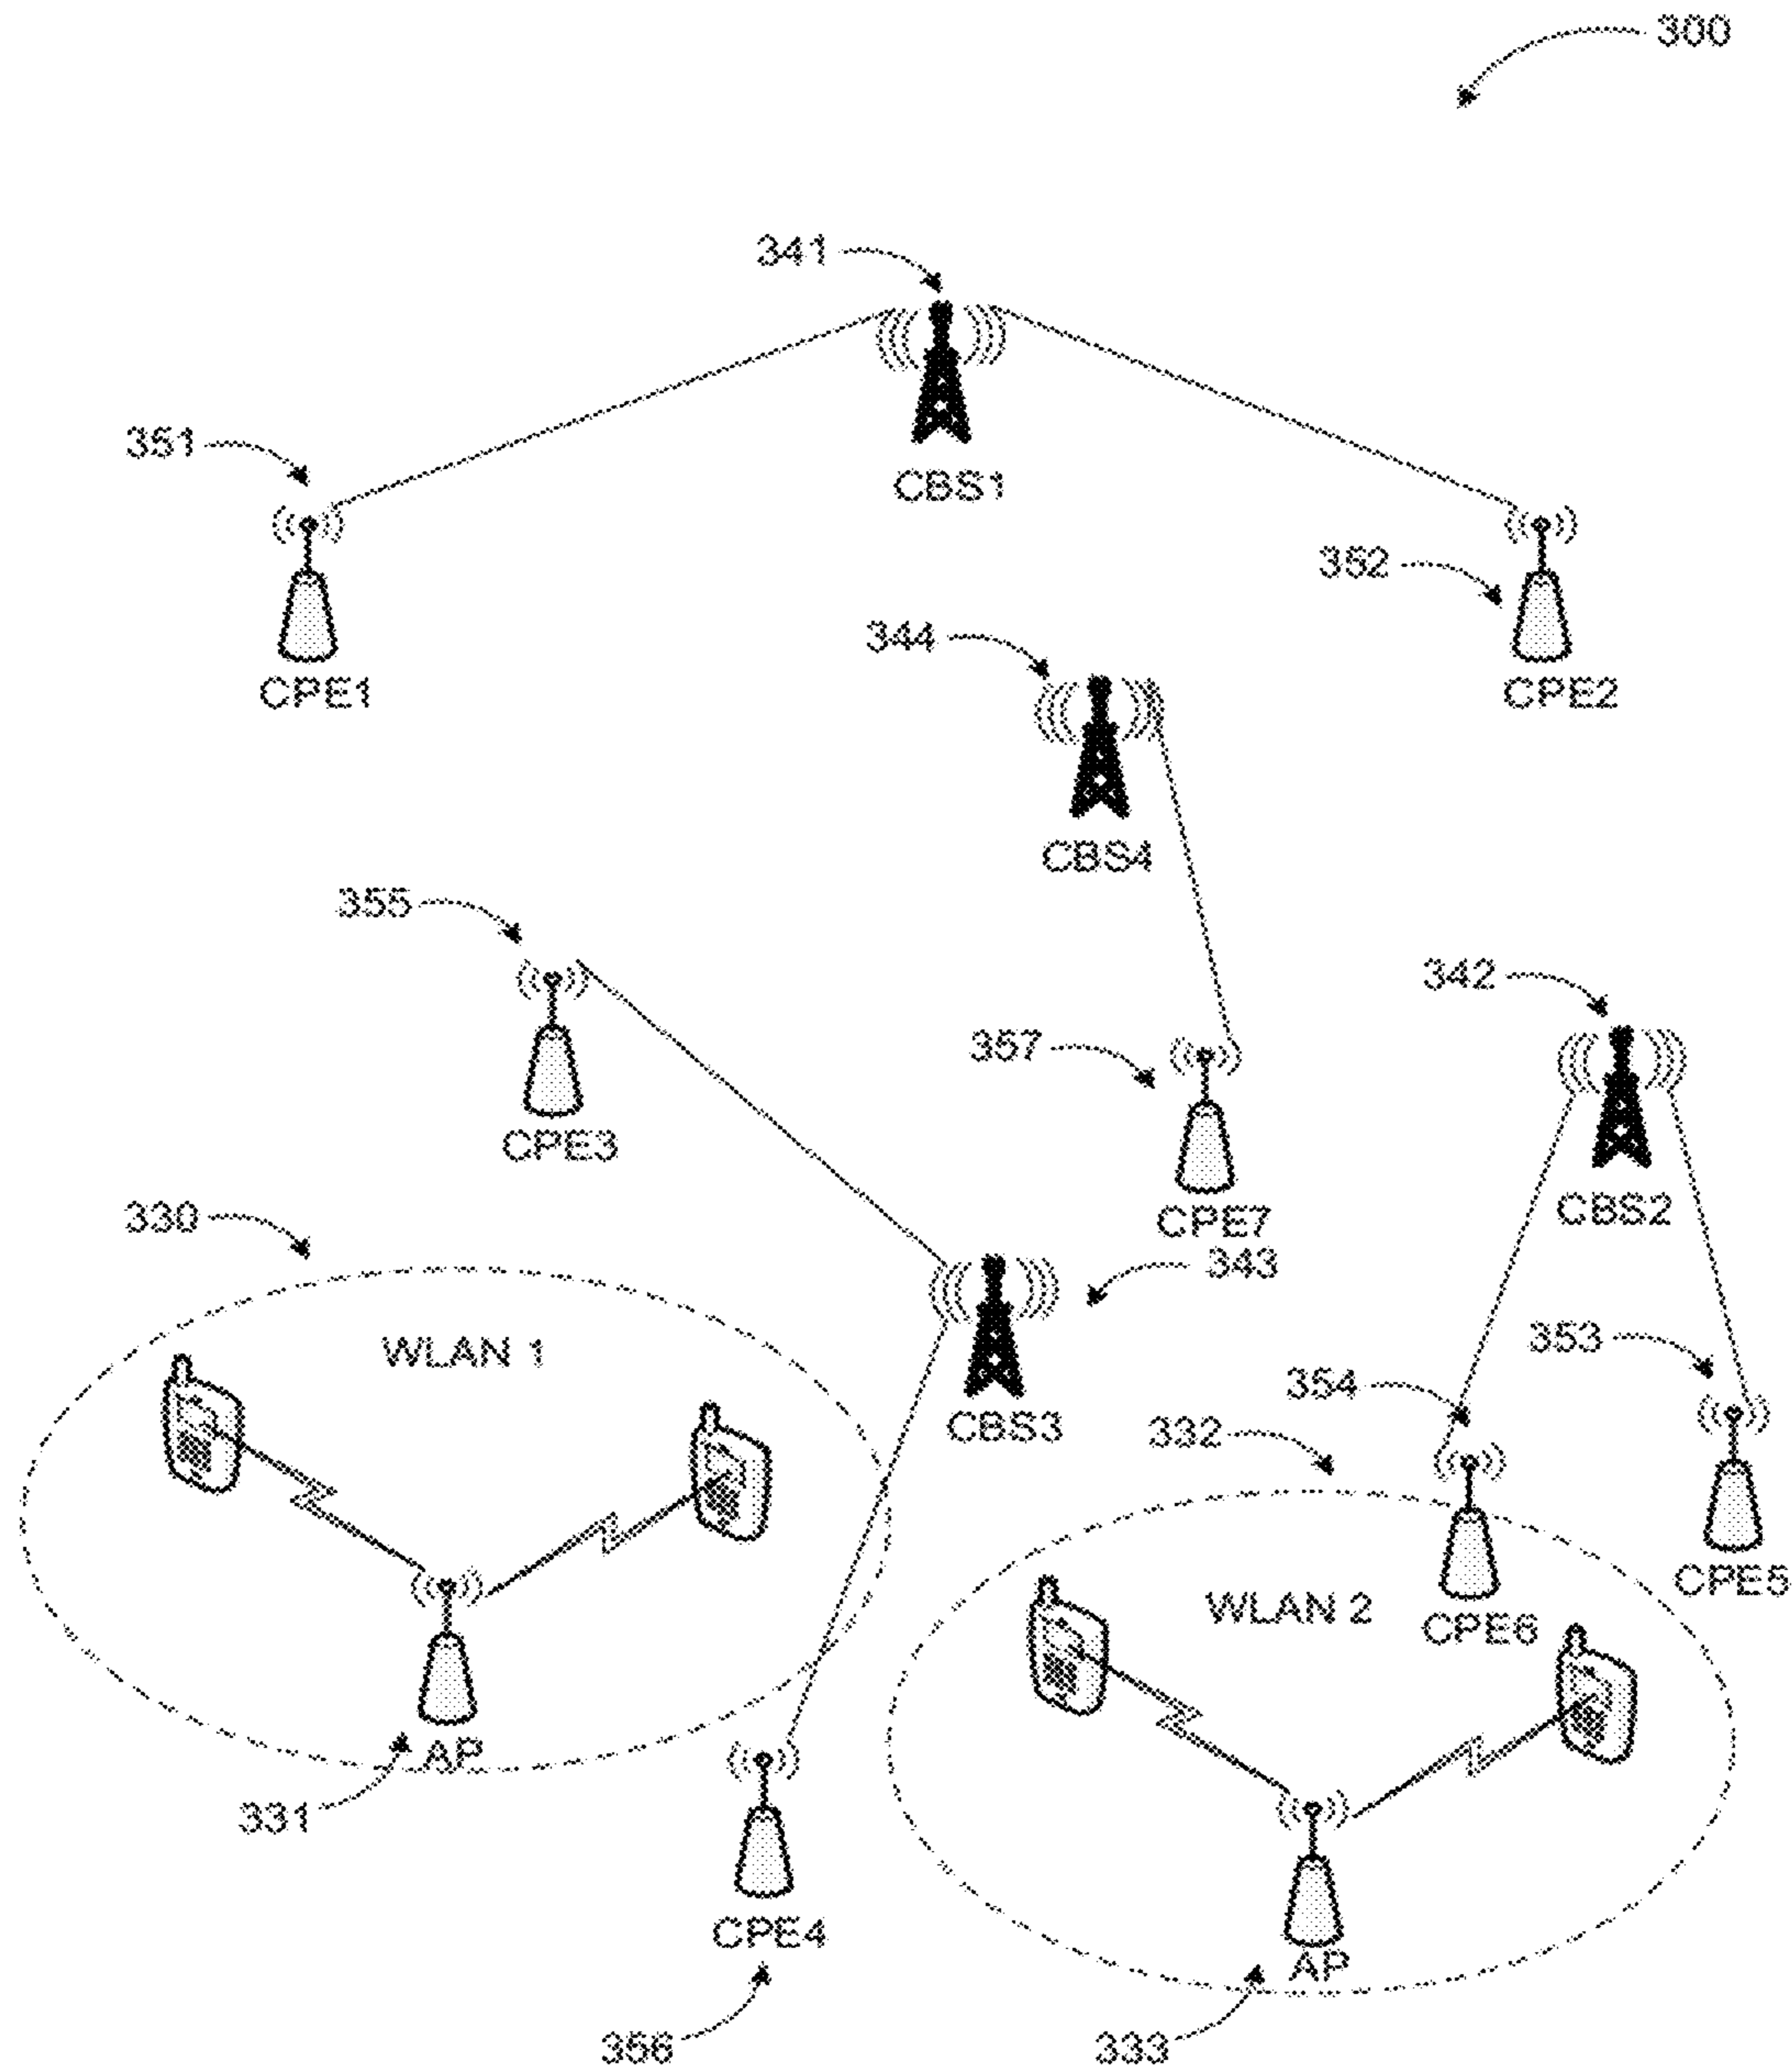 300
341
CBS1
351
CPE1
352
CPE2
344
CBS4
355
CPE3
342
CBS2
357
CPE7
343
CBS3
330
WLAN 1
353
CPE5
354
CPE6
332
WLAN 2
AP
331
CPE4
356
AP
333